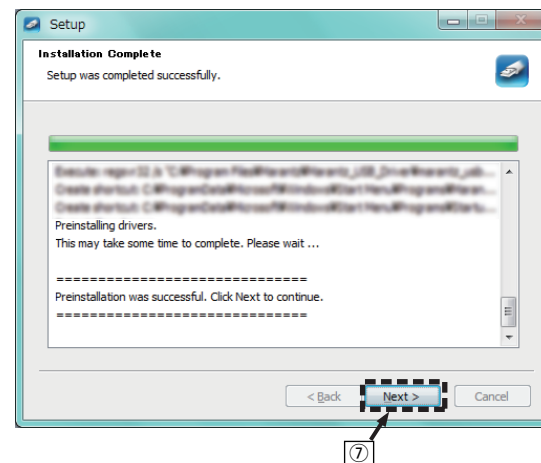 Setup
Installation Complete
Setup was completed successfully.
Preinstalling drivers.
This may take some time to complete. Please wait ...
==============================
Preinstallation was successful. Click Next to continue.
==============================
< Back
Next >
Cancel
⑦